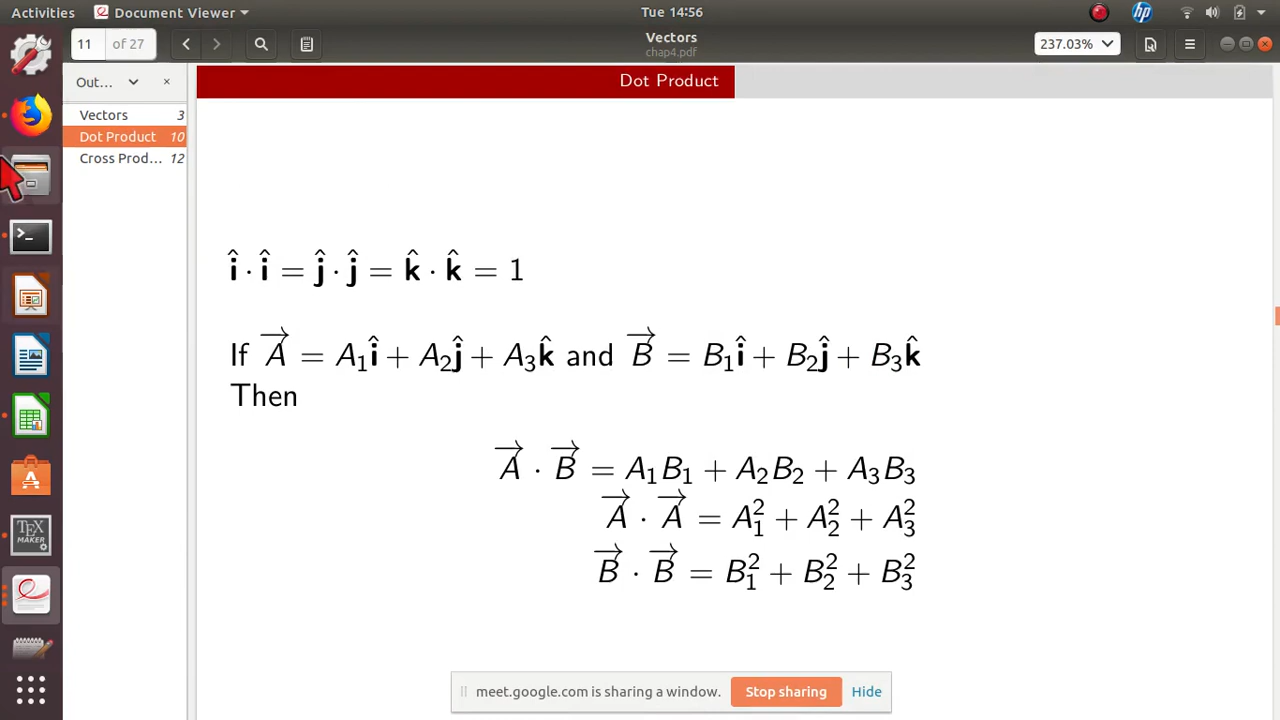 Activities Document Viewer Tue 14:56
11 of 27 Vectors 237.03%
chap4.pdf
Out... × Dot Product
Vectors 3
Dot Product 10
Cross Prod... 12
î · î = ĵ · ĵ = k̂ · k̂ = 1
If A⃗ = A₁î + A₂ĵ + A₃k̂ and B⃗ = B₁î + B₂ĵ + B₃k̂
Then
A⃗ · B⃗ = A₁B₁ + A₂B₂ + A₃B₃
A⃗ · A⃗ = A₁² + A₂² + A₃²
B⃗ · B⃗ = B₁² + B₂² + B₃²
TEX
MAKER
meet.google.com is sharing a window. Stop sharing Hide